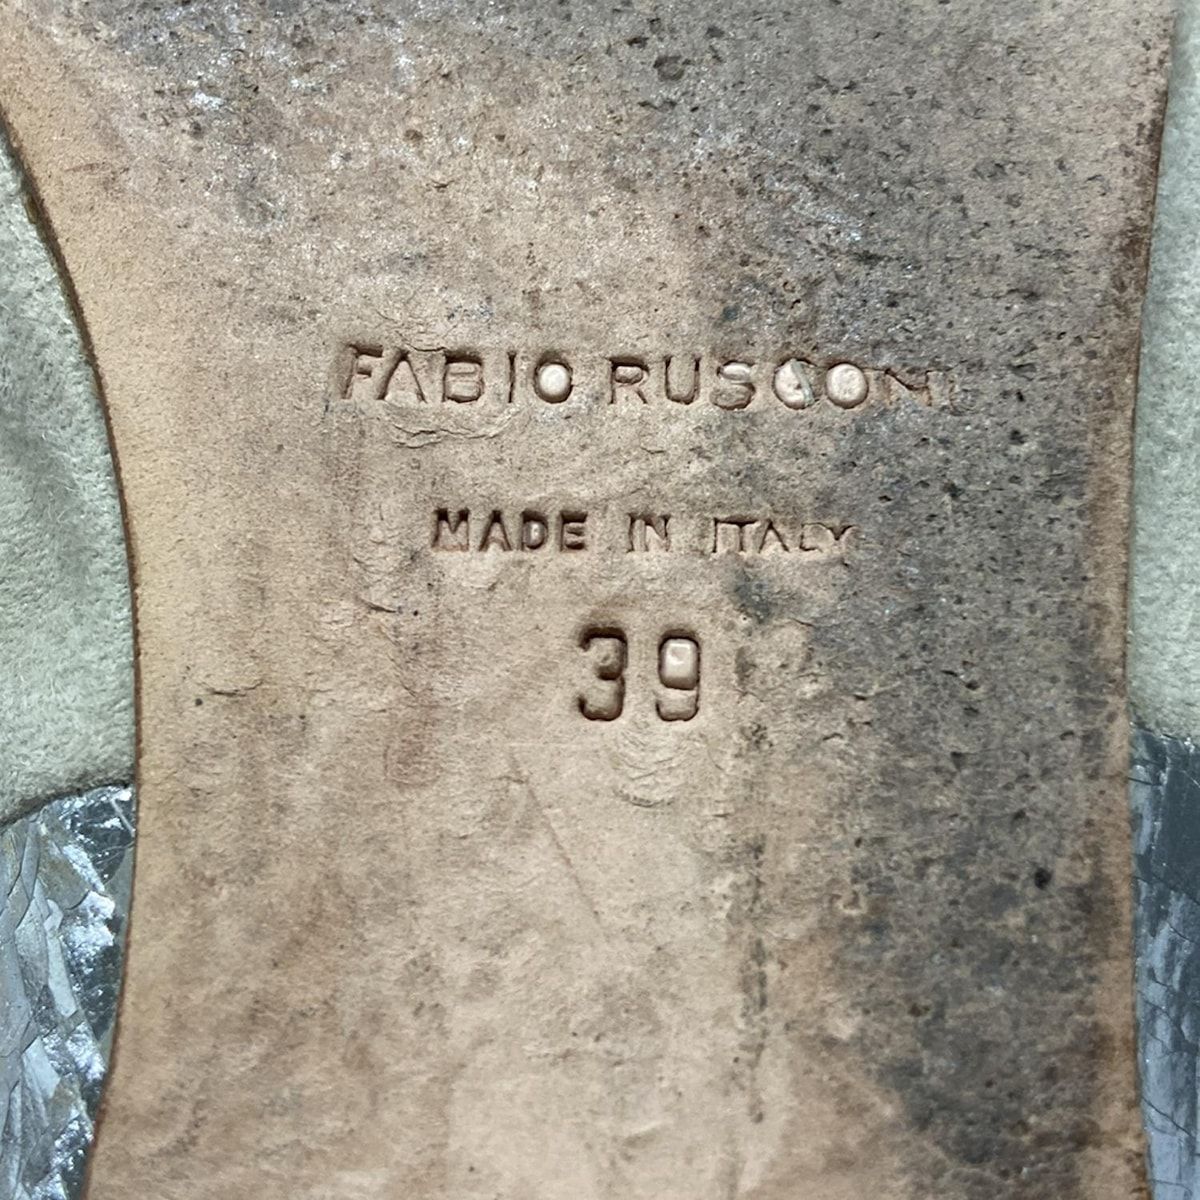 FABIO RUSCONI
MADE IN ITALY
39